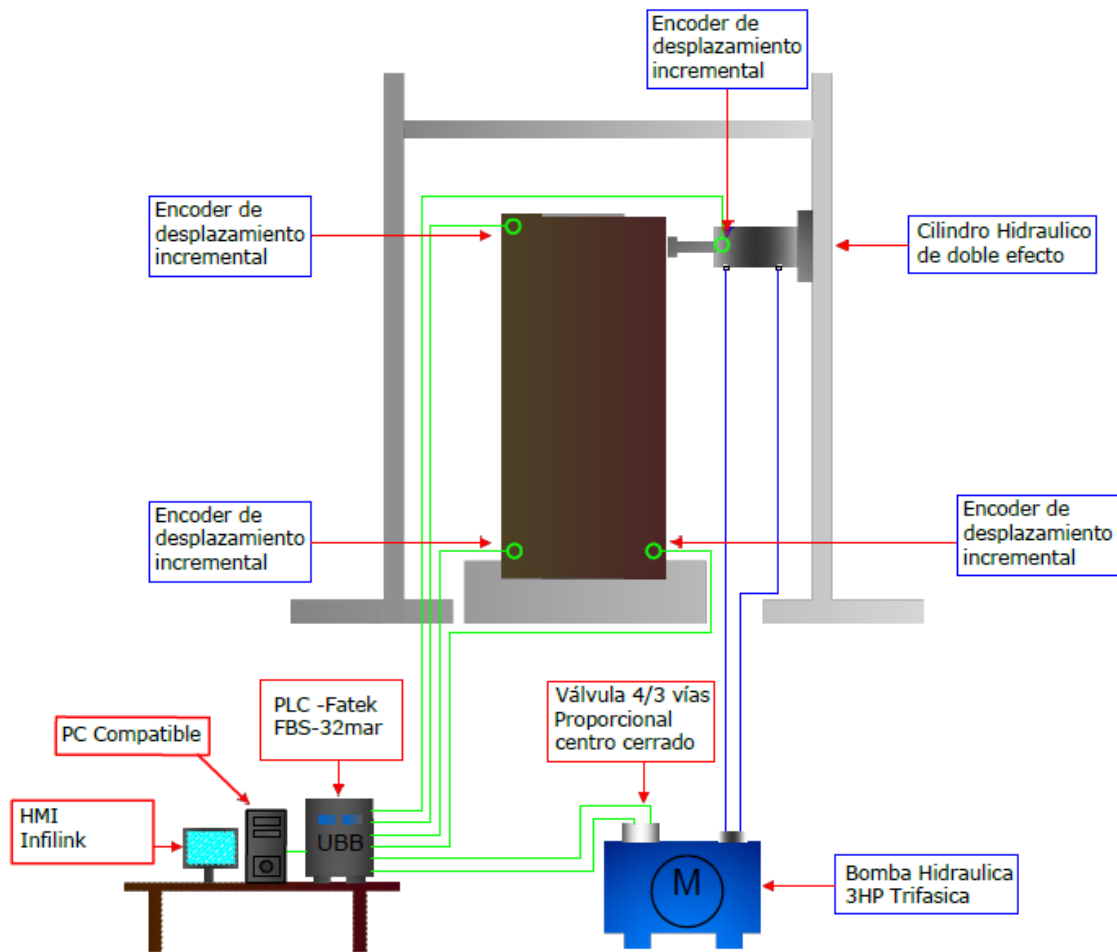 Encoder de
desplazamiento
incremental
Encoder de
desplazamiento
incremental
Cilindro Hidraulico
de doble efecto
Encoder de
desplazamiento
incremental
Encoder de
desplazamiento
incremental
PLC -Fatek
FBS-32mar
Válvula 4/3 vías
Proporcional
centro cerrado
PC Compatible
HMI
Infilink
UBB
M
Bomba Hidraulica
3HP Trifasica